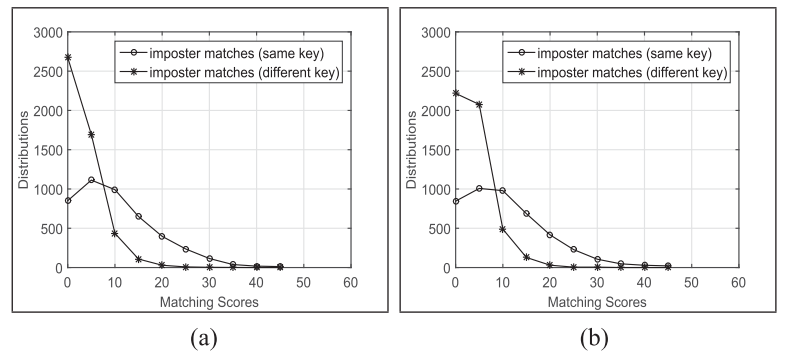 3000
2500
2000
1500
1000
500
0
Distributions
imposter matches (same key)
imposter matches (different key)
0 10 20 30 40 50 60
Matching Scores
(a)
3000
2500
2000
1500
1000
500
0
Distributions
imposter matches (same key)
imposter matches (different key)
0 10 20 30 40 50 60
Matching Scores
(b)